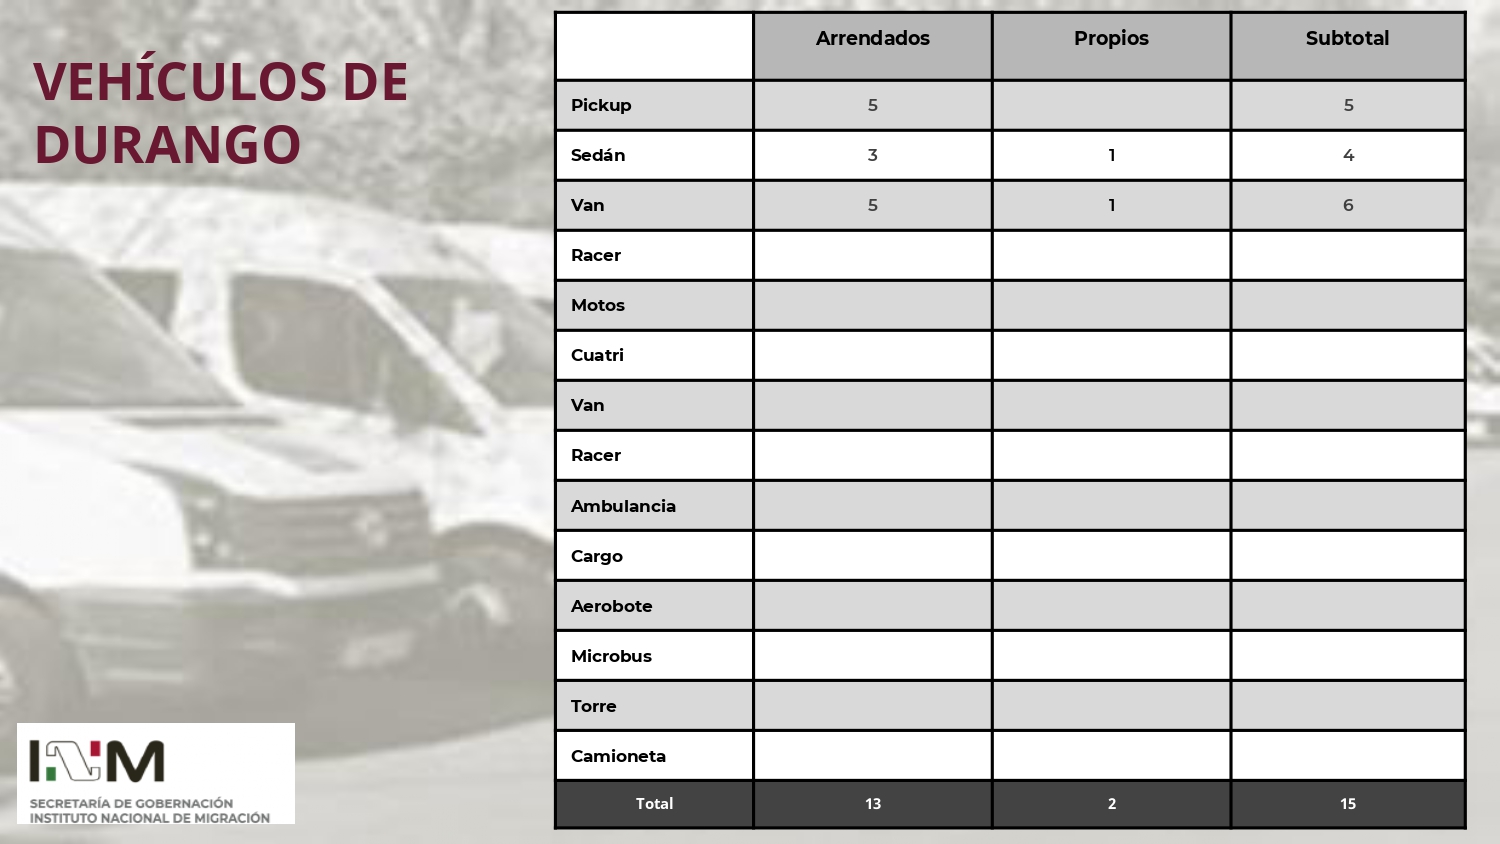 VEHÍCULOS DE
DURANGO
Arrendados Propios Subtotal
Pickup 5 5
Sedán 3 1 4
Van 5 1 6
Racer
Motos
Cuatri
Van
Racer
Ambulancia
Cargo
Aerobote
Microbus
Torre
Camioneta
Total 13 2 15
INM
SECRETARÍA DE GOBERNACIÓN
INSTITUTO NACIONAL DE MIGRACIÓN